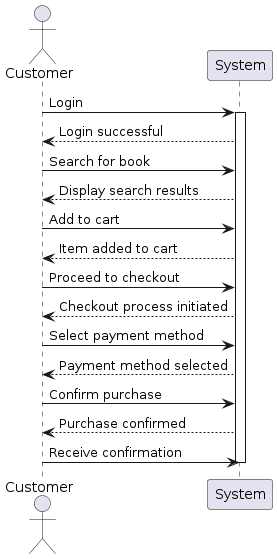 Customer
System
Login
Login successful
Search for book
Display search results
Add to cart
Item added to cart
Proceed to checkout
Checkout process initiated
Select payment method
Payment method selected
Confirm purchase
Purchase confirmed
Receive confirmation
Customer
System